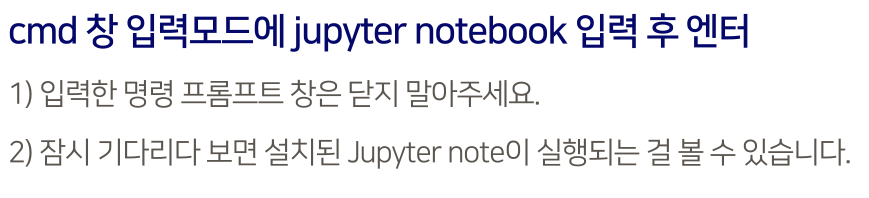 cmd 창 입력모드에 jupyter notebook 입력 후 엔터
1) 입력한 명령 프롬프트 창은 닫지 말아주세요.
2) 잠시 기다리다 보면 설치된 Jupyter note이 실행되는 걸 볼 수 있습니다.